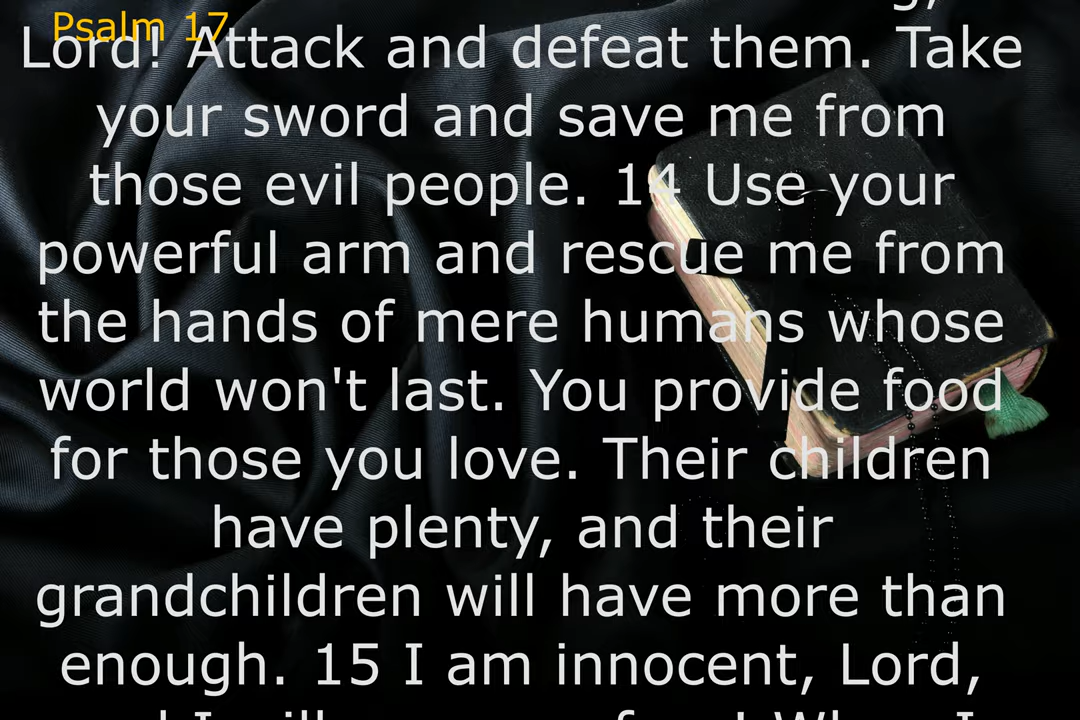 Psalm 17
Lord! Attack and defeat them. Take
your sword and save me from
those evil people. 14 Use your
powerful arm and rescue me from
the hands of mere humans whose
world won't last. You provide food
for those you love. Their children
have plenty, and their
grandchildren will have more than
enough. 15 I am innocent, Lord,